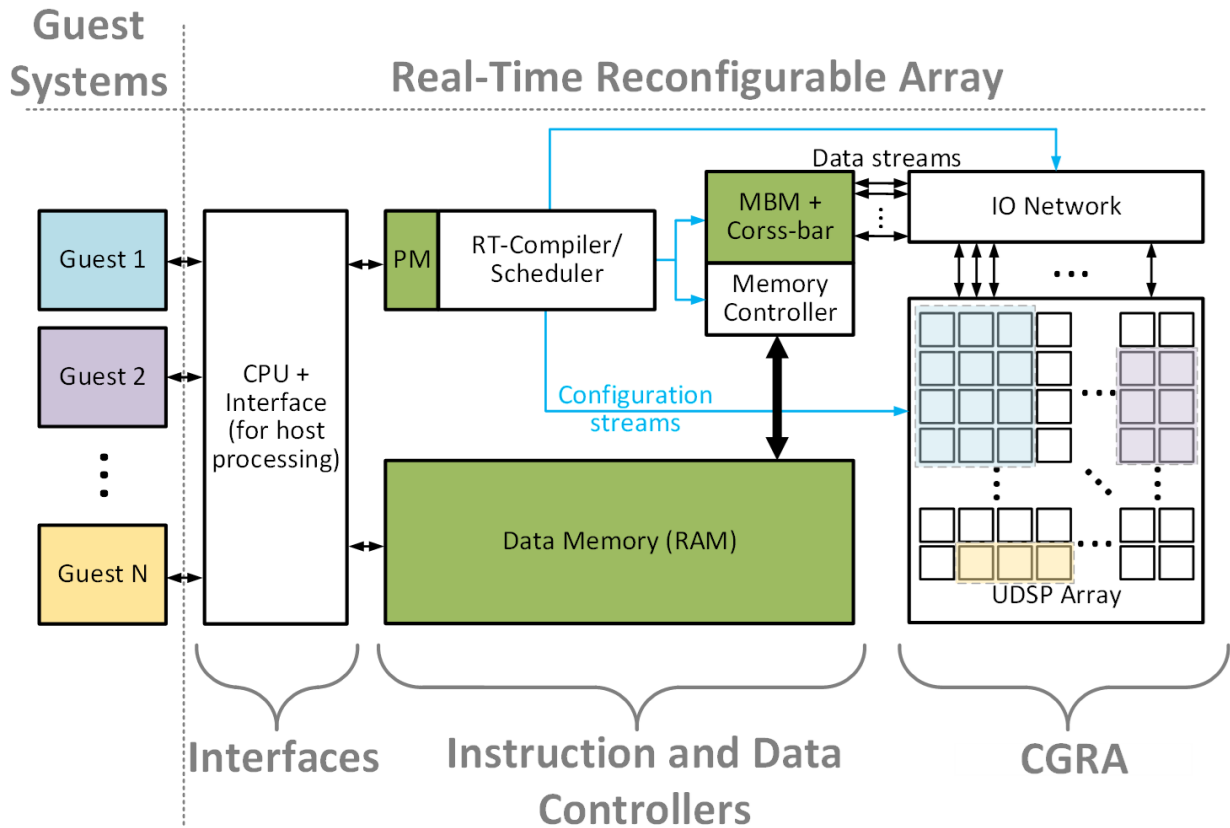 Guest
Systems
Real-Time Reconfigurable Array
Guest 1
Guest 2
Guest N
CPU +
Interface
(for host
processing)
PM
RT-Compiler/
Scheduler
MBM +
Corss-bar
Memory
Controller
Data streams
IO Network
Configuration
streams
Data Memory (RAM)
UDSP Array
Interfaces
Instruction and Data
Controllers
CGRA